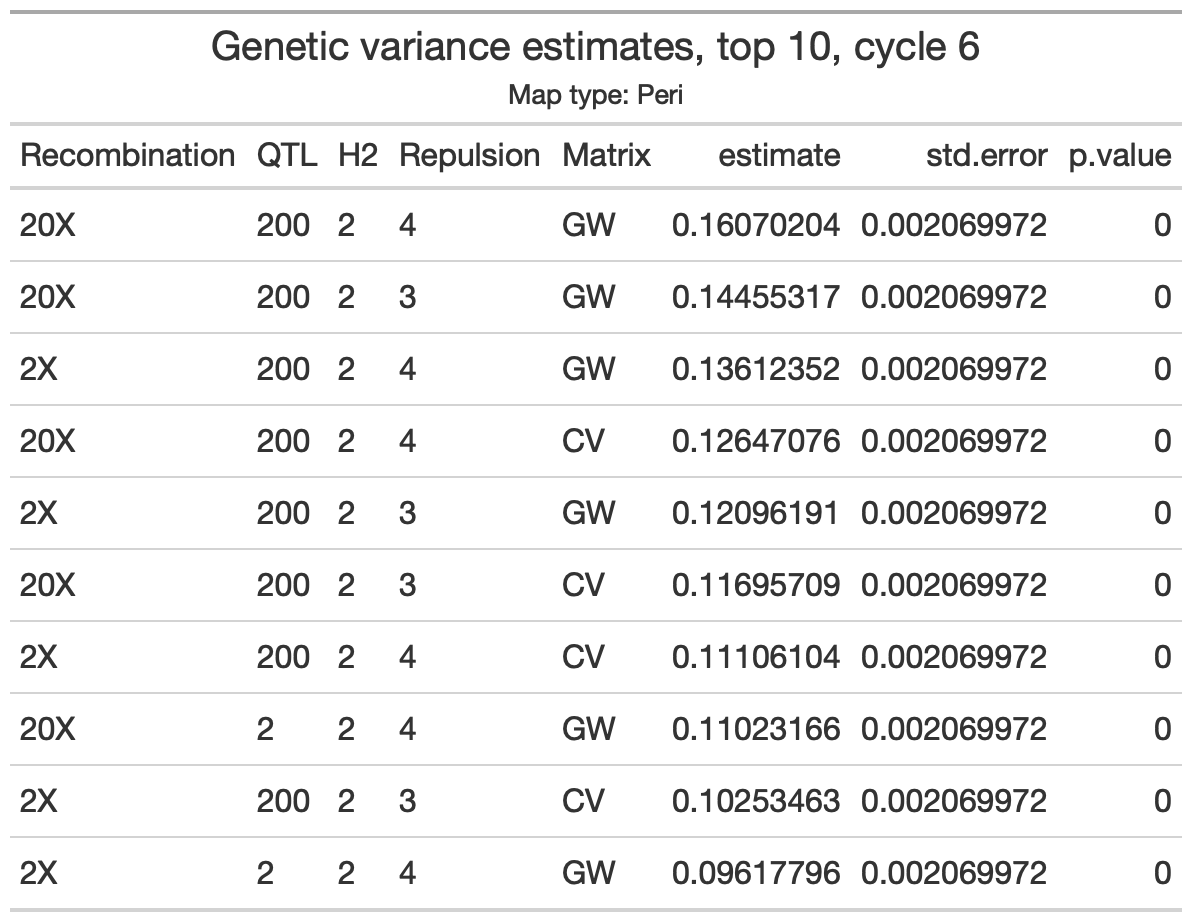 Genetic variance estimates, top 10, cycle 6
Map type: Peri
Recombination QTL H2 Repulsion Matrix estimate std.error p.value
20X 200 2 4 GW 0.16070204 0.002069972 0
20X 200 2 3 GW 0.14455317 0.002069972 0
2X 200 2 4 GW 0.13612352 0.002069972 0
20X 200 2 4 CV 0.12647076 0.002069972 0
2X 200 2 3 GW 0.12096191 0.002069972 0
20X 200 2 3 CV 0.11695709 0.002069972 0
2X 200 2 4 CV 0.11106104 0.002069972 0
20X 2 2 4 GW 0.11023166 0.002069972 0
2X 200 2 3 CV 0.10253463 0.002069972 0
2X 2 2 4 GW 0.09617796 0.002069972 0